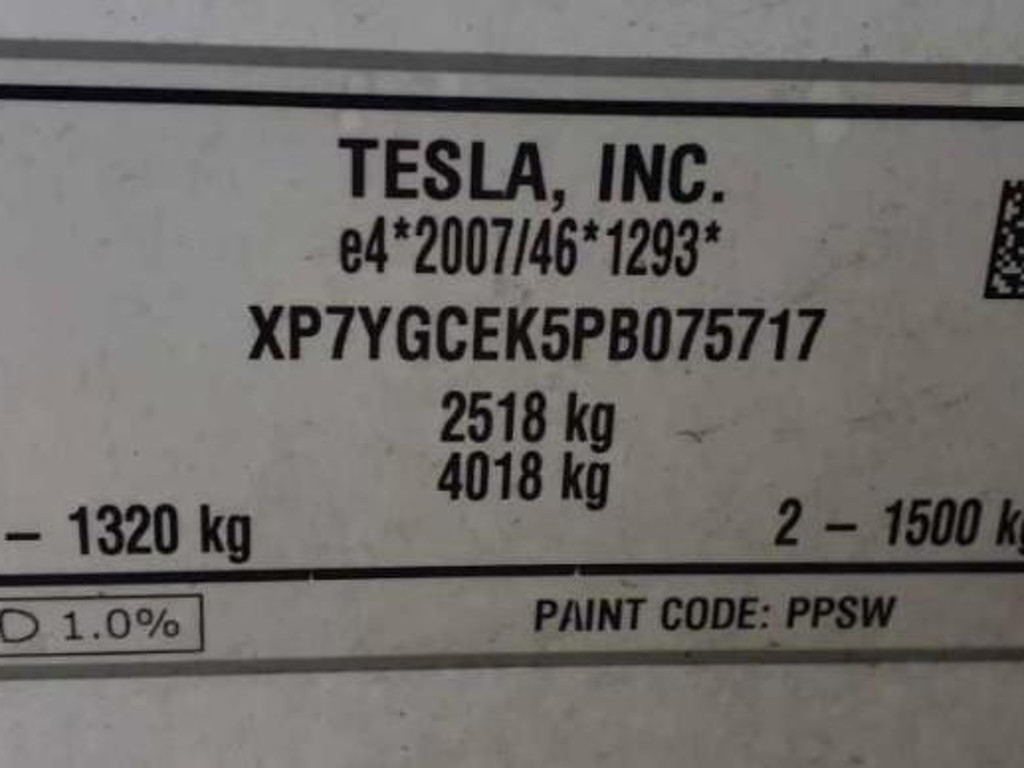 TESLA, INC.
e4*2007/46*1293*
XP7YGCEK5PB075717
2518 kg
4018 kg
– 1320 kg
2 – 1500 kg
D 1.0%
PAINT CODE: PPSW